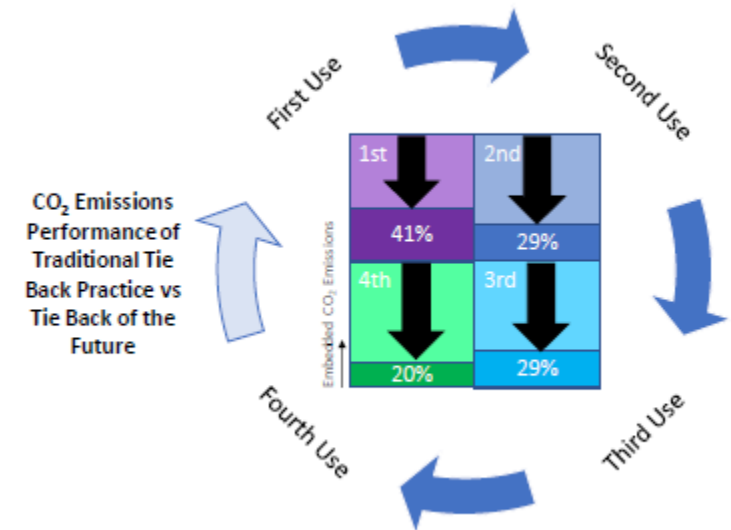 First Use
Second Use
CO₂ Emissions
Performance of
Traditional Tie
Back Practice vs
Tie Back of the
Future
1st
2nd
41%
29%
4th
3rd
20%
29%
Embedded CO₂ Emissions
Fourth Use
Third Use